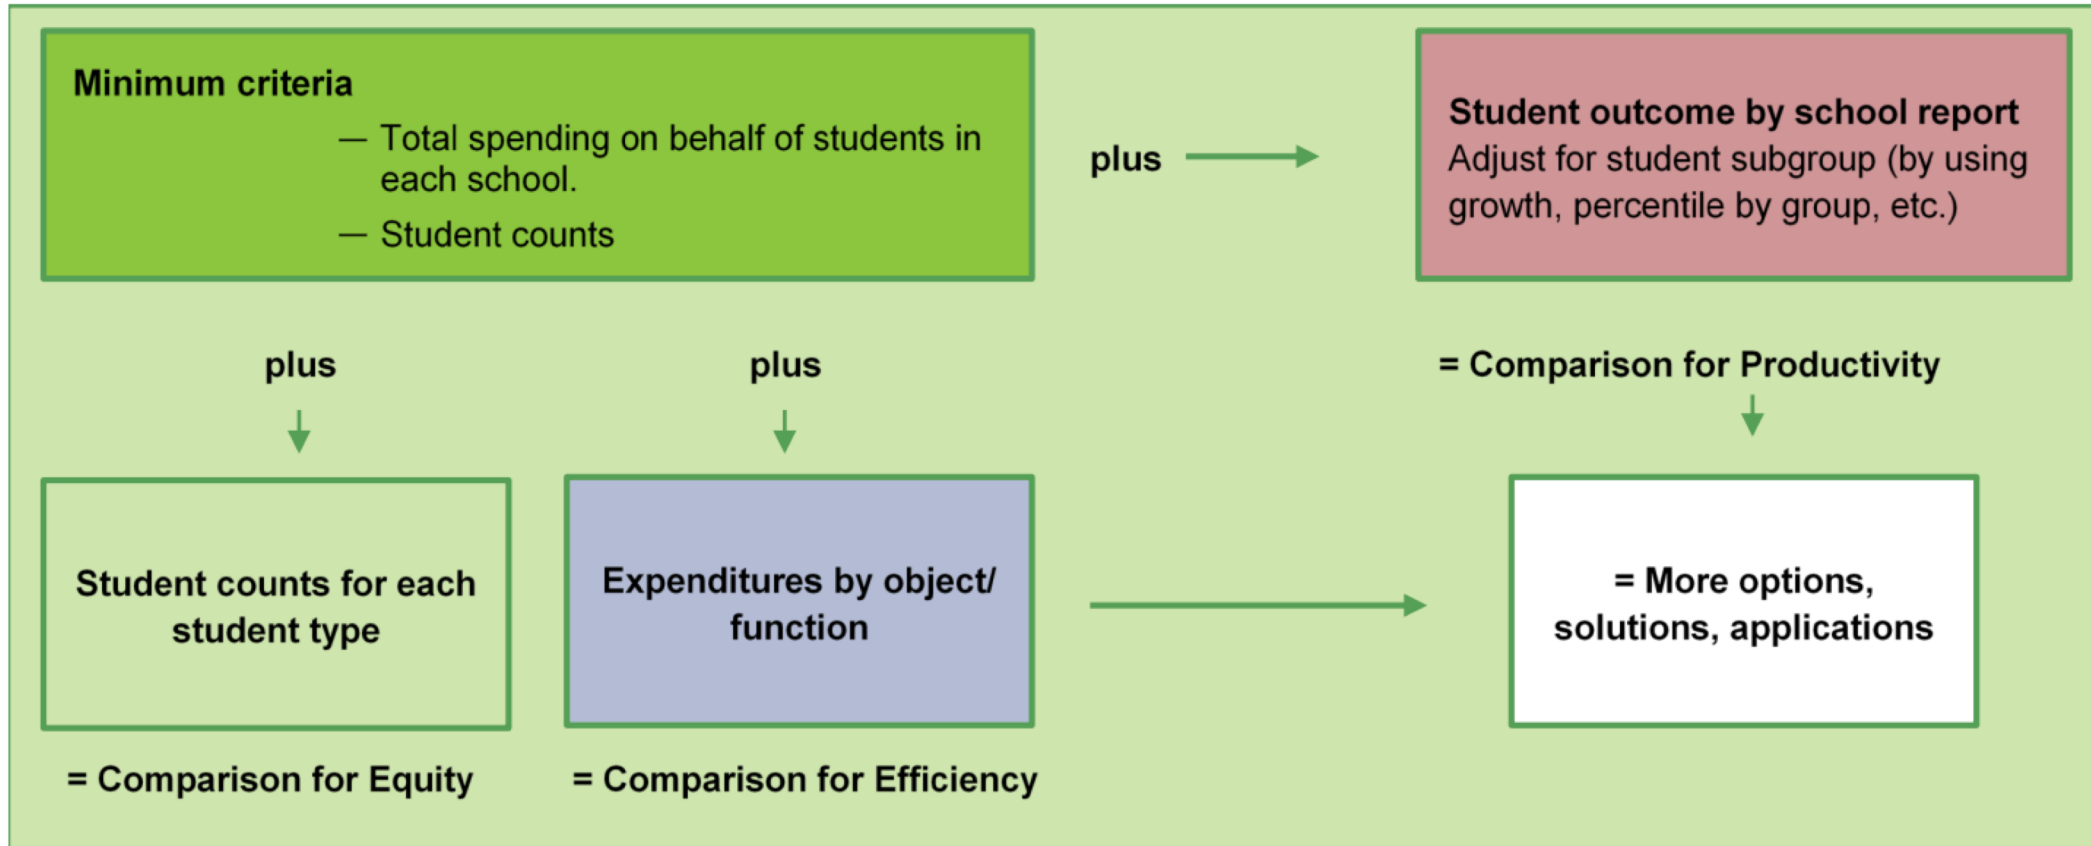 Minimum criteria
— Total spending on behalf of students in
each school.
— Student counts
plus
Student outcome by school report
Adjust for student subgroup (by using
growth, percentile by group, etc.)
plus
plus
= Comparison for Productivity
Student counts for each
student type
Expenditures by object/
function
= More options,
solutions, applications
= Comparison for Equity
= Comparison for Efficiency